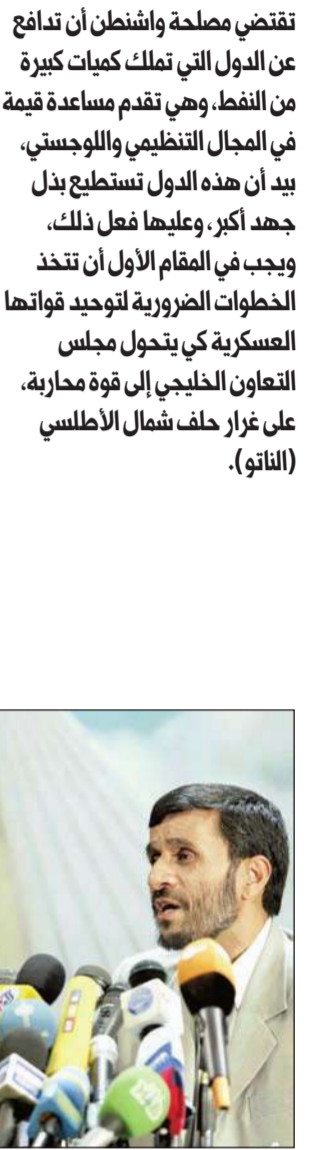 تقتضي مصلحة واشنطن أن تدافع
عن الدول التي تملك كميات كبيرة
من النفط، وهي تقدم مساعدة قيمة
في المجال التنظيمي واللوجستي،
بيد أن هذه الدول تستطيع بذل
جهد أكبر، وعليها فعل ذلك،
ويجب في المقام الأول أن تتخذ
الخطوات الضرورية لتوحيد قواتها
العسكرية كي يتحول مجلس
التعاون الخليجي إلى قوة محاربة،
على غرار حلف شمال الأطلسي
(الناتو).